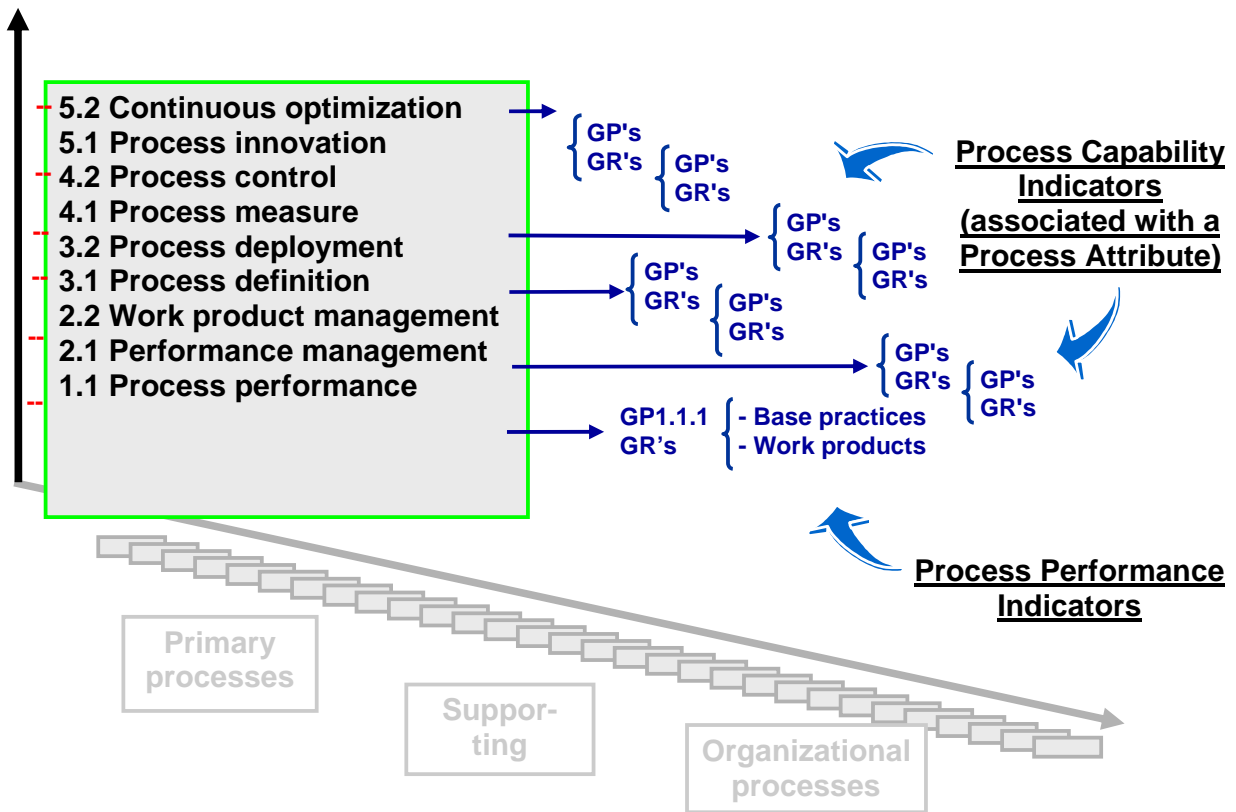 5.2 Continuous optimization
5.1 Process innovation
4.2 Process control
4.1 Process measure
3.2 Process deployment
3.1 Process definition
2.2 Work product management
2.1 Performance management
1.1 Process performance
GP's
GR's
GP's
GR's
GP's
GR's
GP's
GR's
GP's
GR's
GP's
GR's
GP's
GR's
GP's
GR's
GP1.1.1
GR’s
- Base practices
- Work products
Process Capability
Indicators
(associated with a
Process Attribute)
Process Performance
Indicators
Primary
processes
Suppor-
ting
Organizational
processes